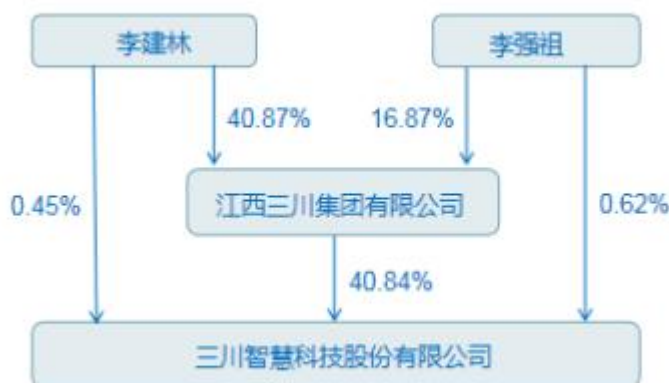 李建林
李强祖
40.87%
16.87%
0.45%
江西三川集团有限公司
0.62%
40.84%
三川智慧科技股份有限公司